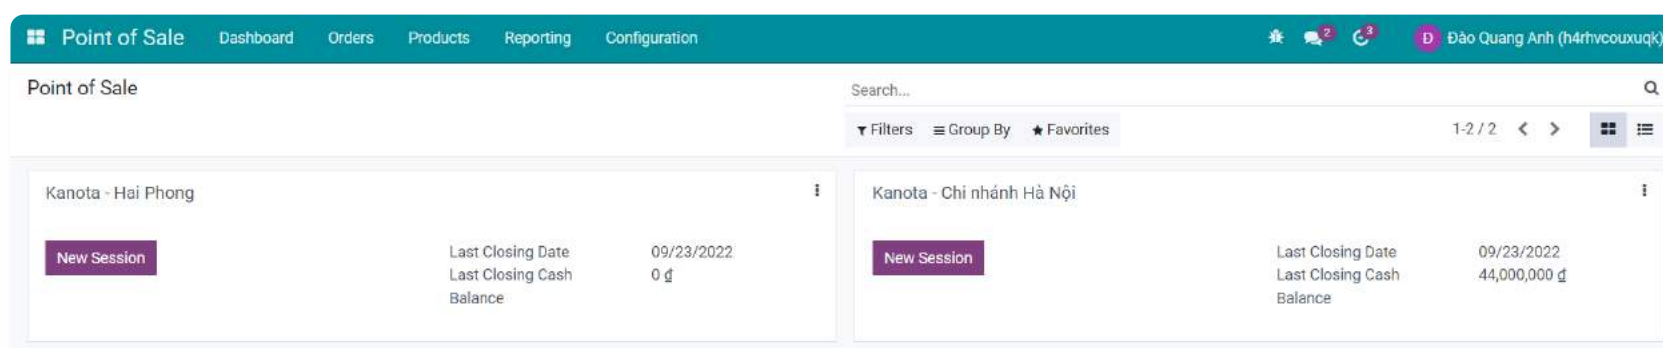 Point of Sale Dashboard Orders Products Reporting Configuration 2 3 Đ Đào Quang Anh (h4rhvcouxuqk)
Point of Sale Search...
Filters Group By Favorites 1-2 / 2
Kanota - Hai Phong
New Session
Last Closing Date 09/23/2022
Last Closing Cash 0 ₫
Balance
Kanota - Chi nhánh Hà Nội
New Session
Last Closing Date 09/23/2022
Last Closing Cash 44,000,000 ₫
Balance